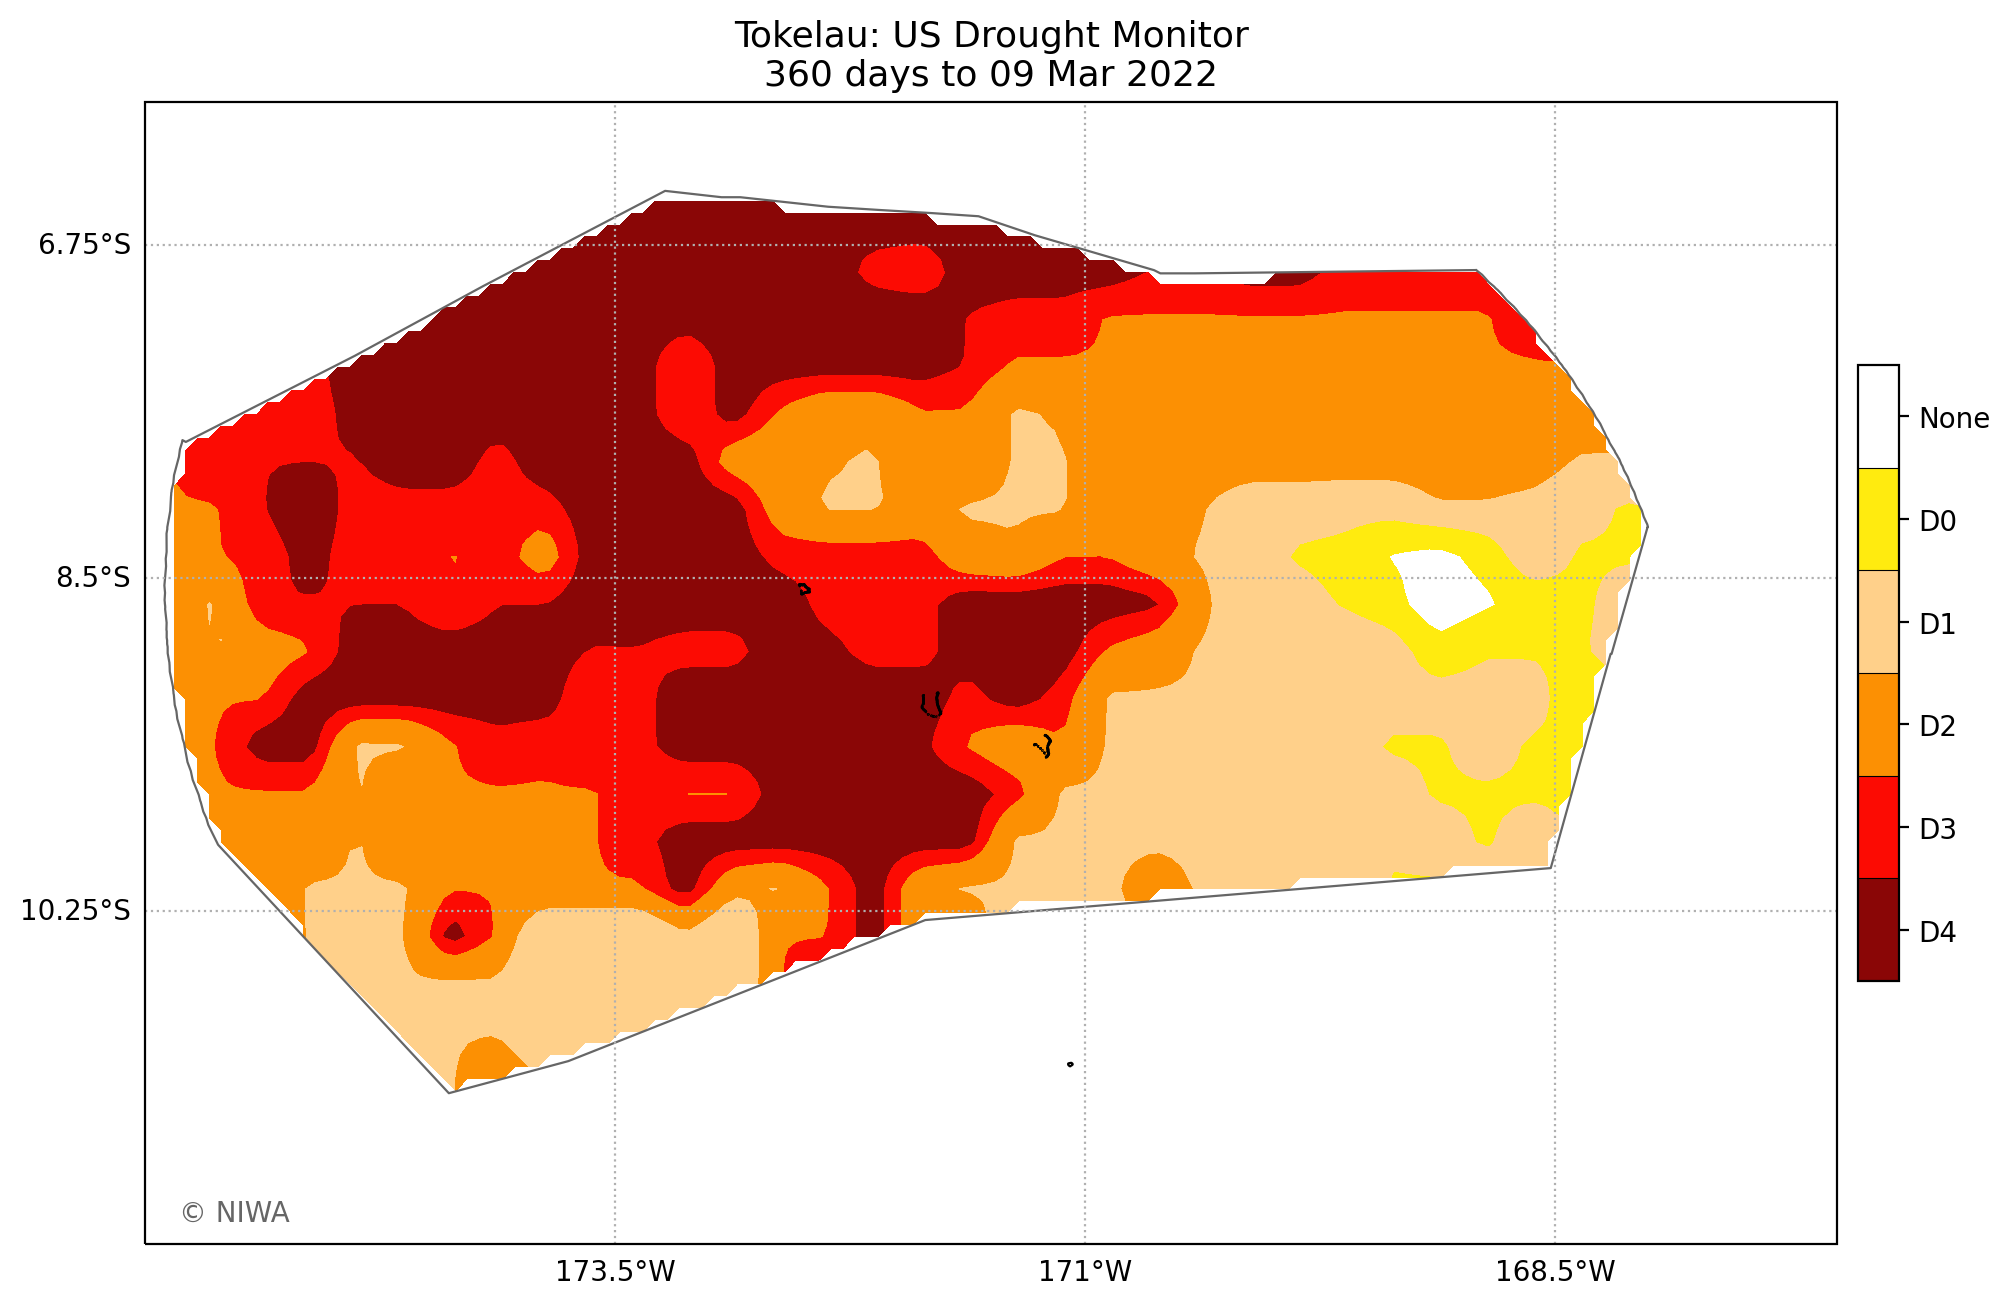 Tokelau: US Drought Monitor
360 days to 09 Mar 2022
6.75°S
8.5°S
10.25°S
173.5°W
171°W
168.5°W
None
D0
D1
D2
D3
D4
© NIWA